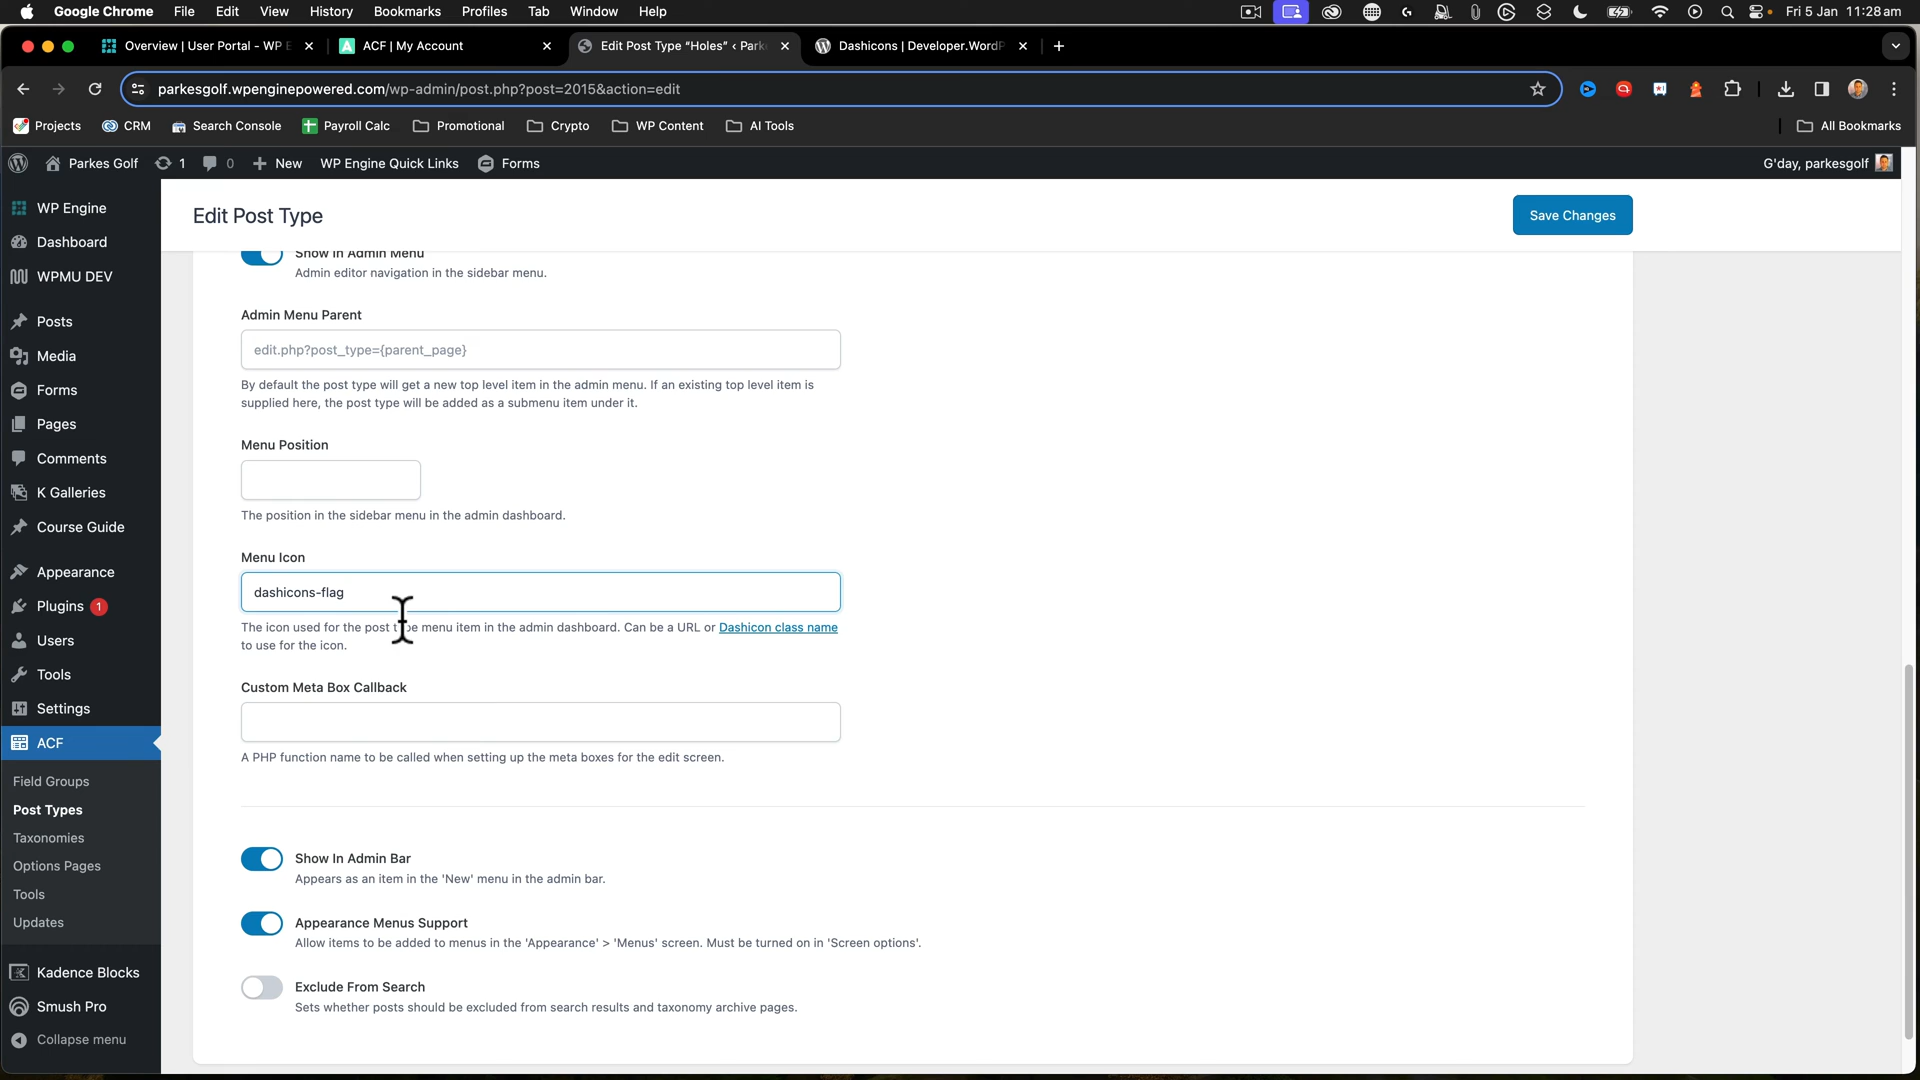 Google Chrome File Edit View History Bookmarks Profiles Tab Window Help Fri 5 Jan 11:28 am
Overview | User Portal - WP E ACF | My Account Edit Post Type "Holes" ‹ Park Dashicons | Developer.WordP
parkesgolf.wpenginepowered.com/wp-admin/post.php?post=2015&action=edit
Projects CRM Search Console Payroll Calc Promotional Crypto WP Content AI Tools All Bookmarks
Parkes Golf 1 0 New WP Engine Quick Links Forms G'day, parkesgolf
WP Engine
Dashboard
WPMU DEV
Posts
Media
Forms
Pages
Comments
K Galleries
Course Guide
Appearance
Plugins 1
Users
Tools
Settings
ACF
Field Groups
Post Types
Taxonomies
Options Pages
Tools
Updates
Kadence Blocks
Smush Pro
Collapse menu
Edit Post Type
Save Changes
Show In Admin Menu
Admin editor navigation in the sidebar menu.
Admin Menu Parent
edit.php?post_type={parent_page}
By default the post type will get a new top level item in the admin menu. If an existing top level item is
supplied here, the post type will be added as a submenu item under it.
Menu Position
The position in the sidebar menu in the admin dashboard.
Menu Icon
dashicons-flag
The icon used for the post type menu item in the admin dashboard. Can be a URL or Dashicon class name
to use for the icon.
Custom Meta Box Callback
A PHP function name to be called when setting up the meta boxes for the edit screen.
Show In Admin Bar
Appears as an item in the 'New' menu in the admin bar.
Appearance Menus Support
Allow items to be added to menus in the 'Appearance' > 'Menus' screen. Must be turned on in 'Screen options'.
Exclude From Search
Sets whether posts should be excluded from search results and taxonomy archive pages.